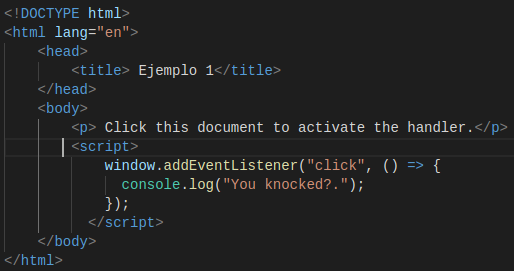 <!DOCTYPE html>
<html lang="en">
    <head>
        <title> Ejemplo 1</title>
    </head>
    <body>
        <p> Click this document to activate the handler.</p>
        <script>
            window.addEventListener("click", () => {
              console.log("You knocked?.");
            });
          </script>
    </body>
</html>